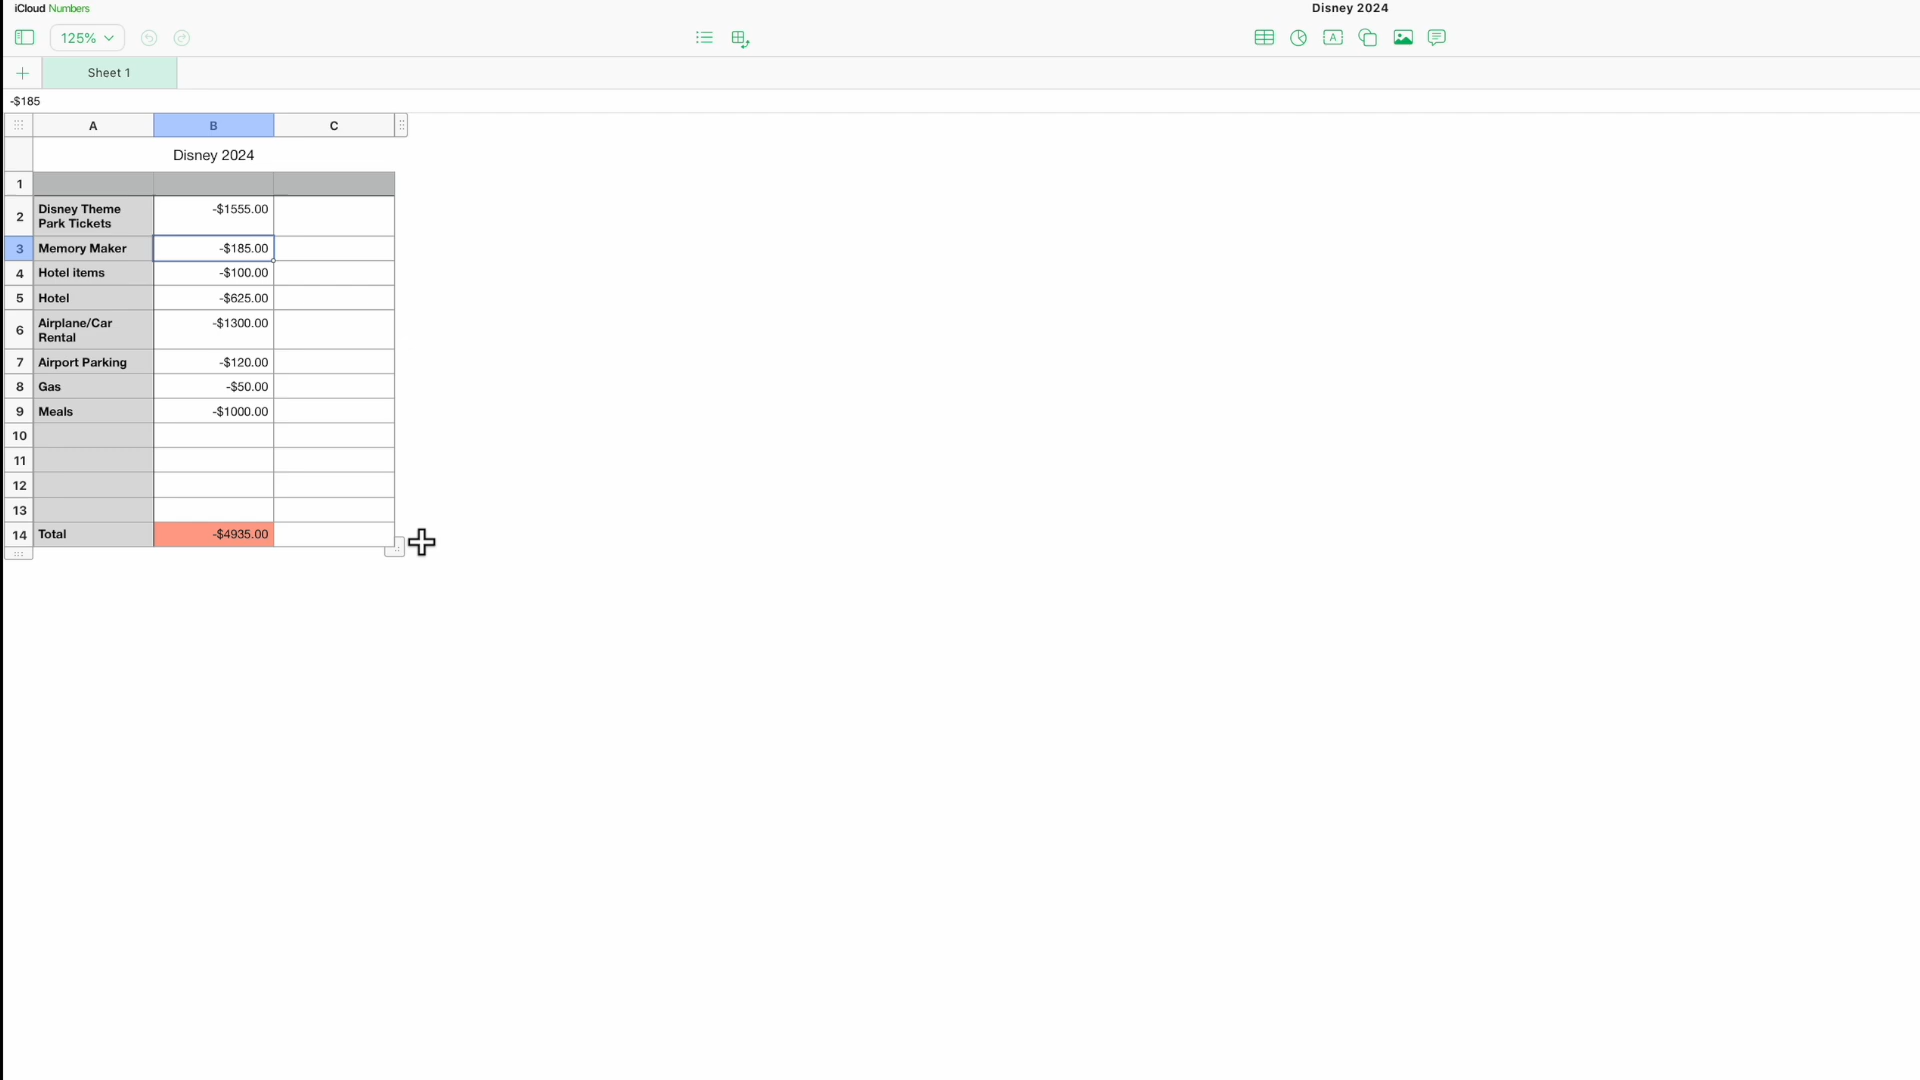 iCloud Numbers
Disney 2024
125%
Sheet 1
-$185
A B C
Disney 2024
1
2 Disney Theme Park Tickets -$1555.00
3 Memory Maker -$185.00
4 Hotel items -$100.00
5 Hotel -$625.00
6 Airplane/Car Rental -$1300.00
7 Airport Parking -$120.00
8 Gas -$50.00
9 Meals -$1000.00
10
11
12
13
14 Total -$4935.00